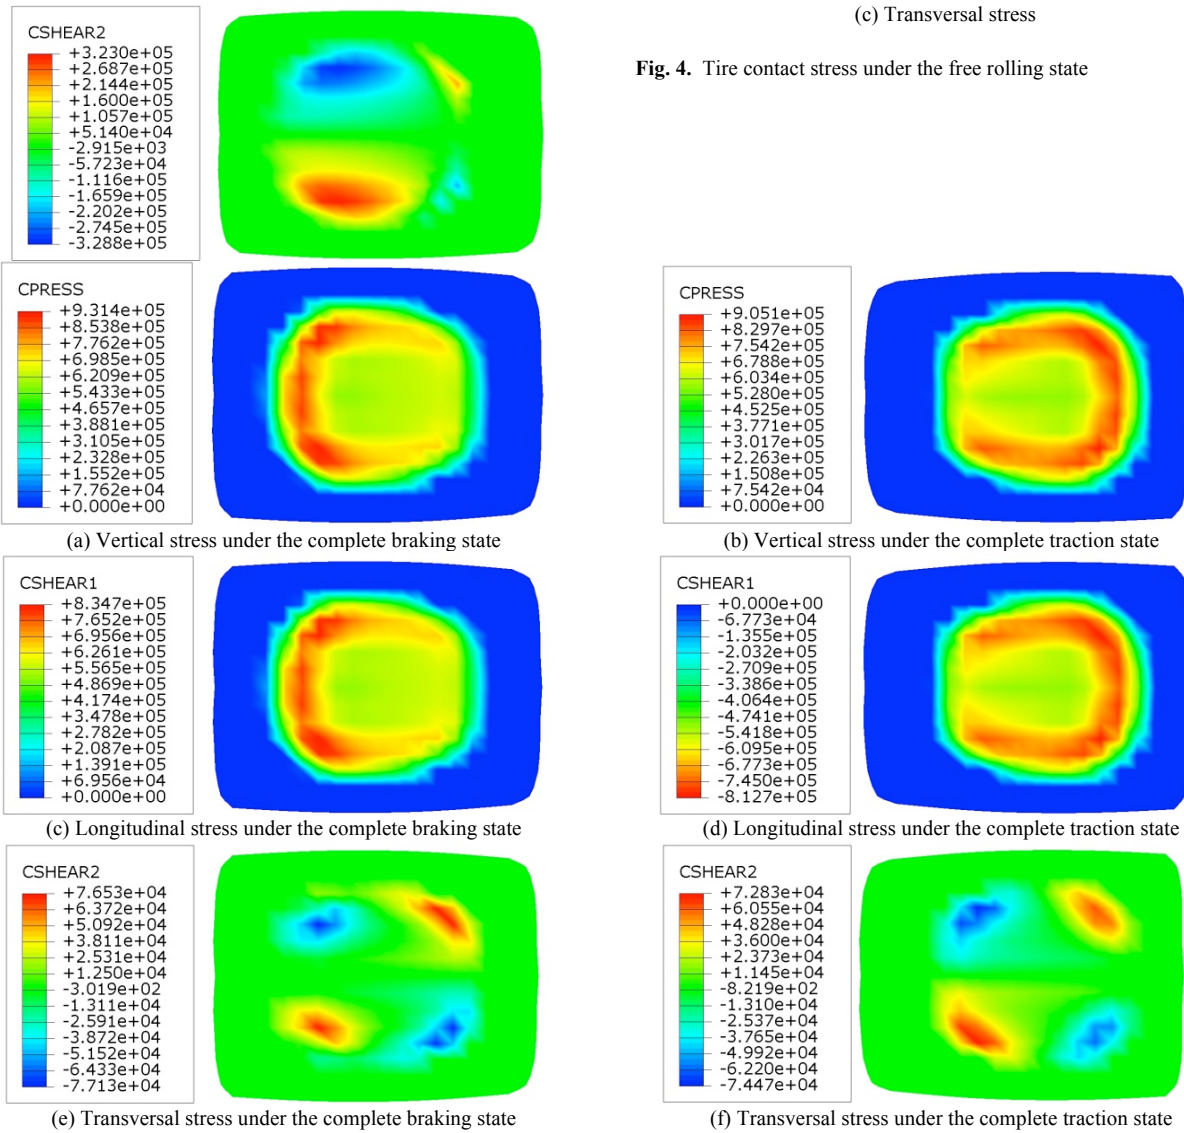 (c) Transversal stress
Fig. 4. Tire contact stress under the free rolling state
CSHEAR2
+3.230e+05
+2.687e+05
+2.144e+05
+1.600e+05
+1.057e+05
+5.140e+04
-2.915e+03
-5.723e+04
-1.116e+05
-1.659e+05
-2.202e+05
-2.745e+05
-3.288e+05
CPRESS
+9.314e+05
+8.538e+05
+7.762e+05
+6.985e+05
+6.209e+05
+5.433e+05
+4.657e+05
+3.881e+05
+3.105e+05
+2.328e+05
+1.552e+05
+7.762e+04
+0.000e+00
(a) Vertical stress under the complete braking state
CPRESS
+9.051e+05
+8.297e+05
+7.542e+05
+6.788e+05
+6.034e+05
+5.280e+05
+4.525e+05
+3.771e+05
+3.017e+05
+2.263e+05
+1.508e+05
+7.542e+04
+0.000e+00
(b) Vertical stress under the complete traction state
CSHEAR1
+8.347e+05
+7.652e+05
+6.956e+05
+6.261e+05
+5.565e+05
+4.869e+05
+4.174e+05
+3.478e+05
+2.782e+05
+2.087e+05
+1.391e+05
+6.956e+04
+0.000e+00
(c) Longitudinal stress under the complete braking state
CSHEAR1
+0.000e+00
-6.773e+04
-1.355e+05
-2.032e+05
-2.709e+05
-3.386e+05
-4.064e+05
-4.741e+05
-5.418e+05
-6.095e+05
-6.773e+05
-7.450e+05
-8.127e+05
(d) Longitudinal stress under the complete traction state
CSHEAR2
+7.653e+04
+6.372e+04
+5.092e+04
+3.811e+04
+2.531e+04
+1.250e+04
-3.019e+02
-1.311e+04
-2.591e+04
-3.872e+04
-5.152e+04
-6.433e+04
-7.713e+04
(e) Transversal stress under the complete braking state
CSHEAR2
+7.283e+04
+6.055e+04
+4.828e+04
+3.600e+04
+2.373e+04
+1.145e+04
-8.219e+02
-1.310e+04
-2.537e+04
-3.765e+04
-4.992e+04
-6.220e+04
-7.447e+04
(f) Transversal stress under the complete traction state